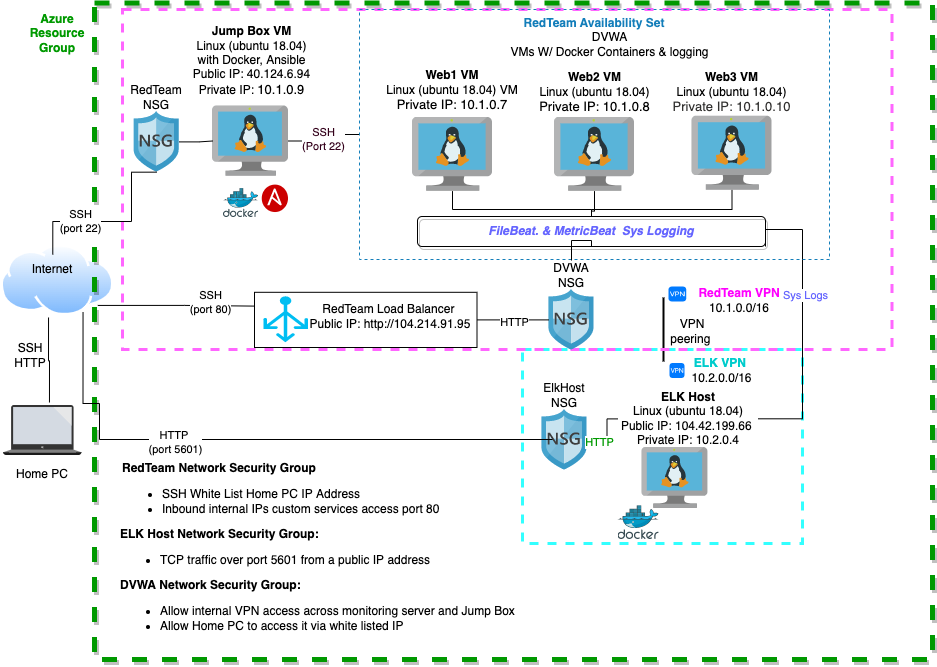 Azure
Resource
Group
Jump Box VM
Linux (ubuntu 18.04)
with Docker, Ansible
Public IP: 40.124.6.94
Private IP: 10.1.0.9
RedTeam Availability Set
DVWA
VMs W/ Docker Containers & logging
Web1 VM
Linux (ubuntu 18.04) VM
Private IP: 10.1.0.7
Web2 VM
Linux (ubuntu 18.04)
Private IP: 10.1.0.8
Web3 VM
Linux (ubuntu 18.04)
Private IP: 10.1.0.10
RedTeam
NSG
NSG
SSH
(Port 22)
docker
A
SSH
(port 22)
FileBeat. & MetricBeat Sys Logging
Internet
DVWA
NSG
NSG
SSH
(port 80)
RedTeam Load Balancer
Public IP: http://104.214.91.95
HTTP
VPN
RedTeam VPN
10.1.0.0/16
Sys Logs
VPN
peering
VPN
ELK VPN
10.2.0.0/16
SSH
HTTP
ElkHost
NSG
NSG
HTTP
ELK Host
Linux (ubuntu 18.04)
Public IP: 104.42.199.66
Private IP: 10.2.0.4
docker
HTTP
(port 5601)
Home PC
RedTeam Network Security Group
• SSH White List Home PC IP Address
• Inbound internal IPs custom services access port 80
ELK Host Network Security Group:
• TCP traffic over port 5601 from a public IP address
DVWA Network Security Group:
• Allow internal VPN access across monitoring server and Jump Box
• Allow Home PC to access it via white listed IP